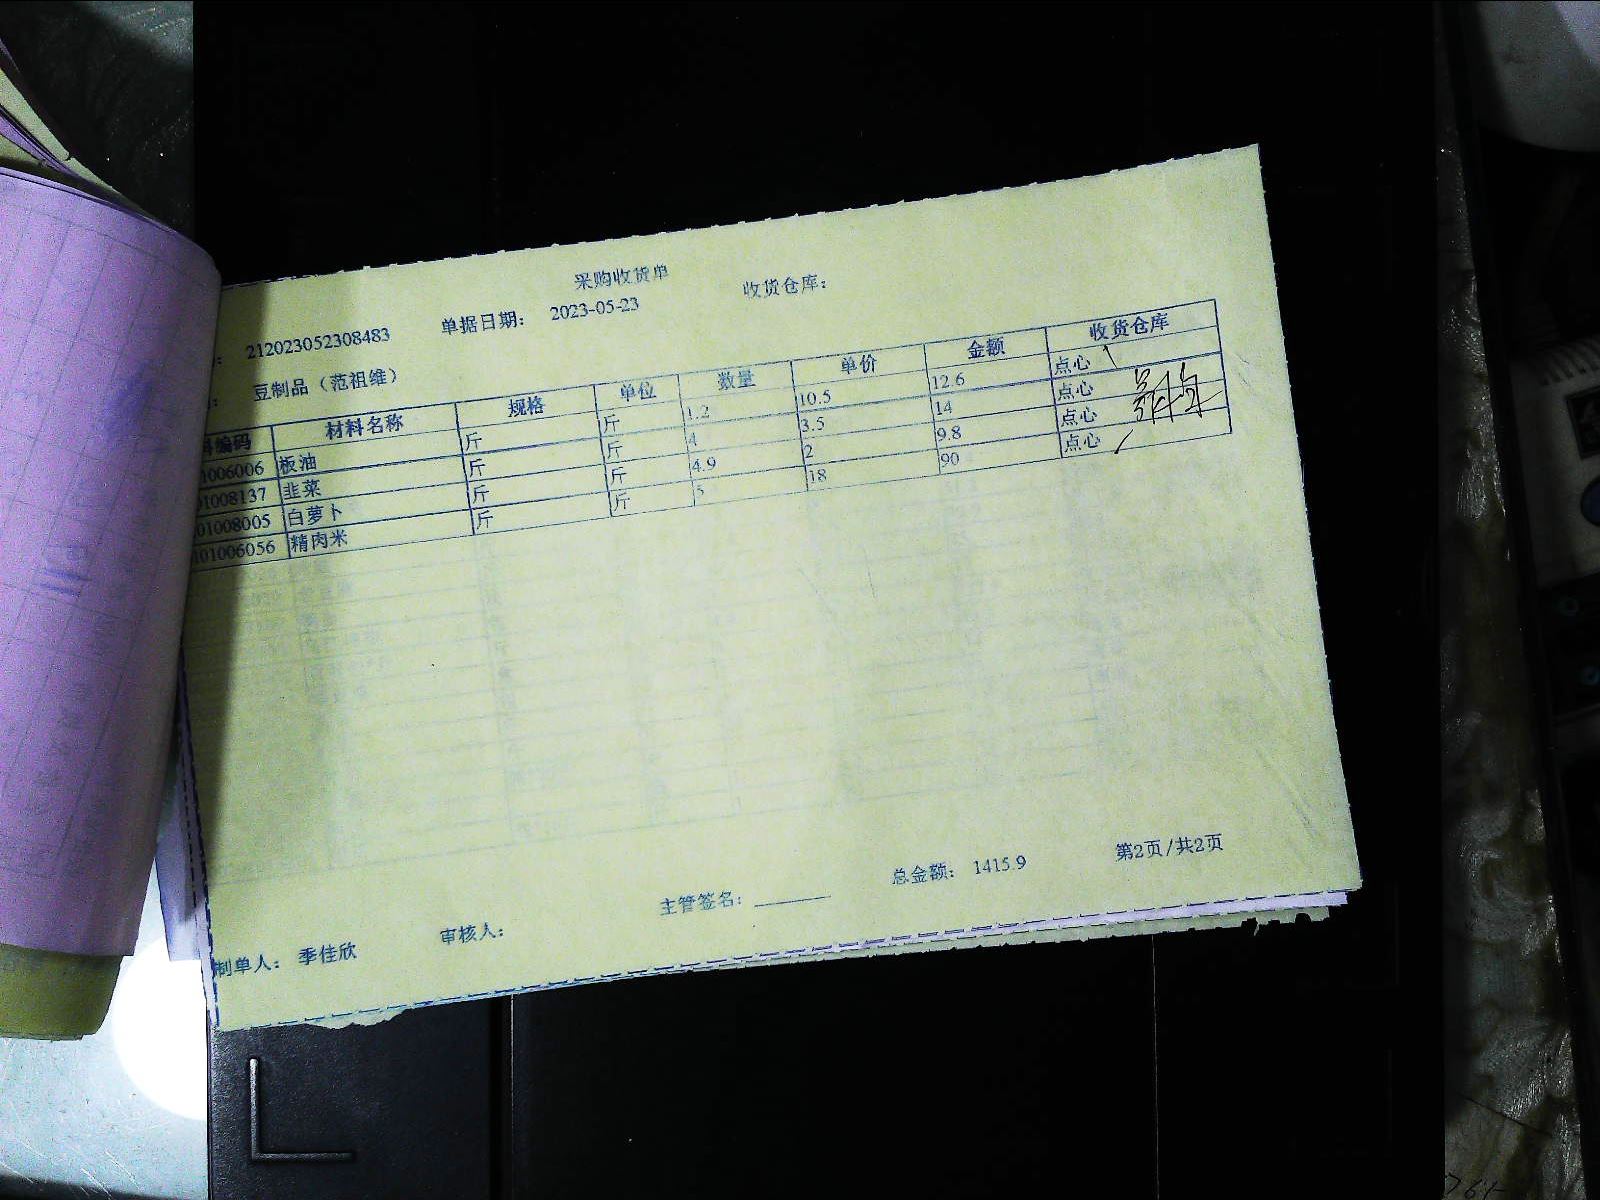 采购收货单
: 212023052308483 单据日期: 2023-05-23 收货仓库:
: 豆制品（范祖维）
编码 材料名称 规格 单位 数量 单价 金额 收货仓库
1006006 板油 斤 斤 1.2 10.5 12.6 点心
01008137 韭菜 斤 斤 4 3.5 14 点心
01008005 白萝卜 斤 斤 4.9 2 9.8 点心
101006056 精肉米 斤 斤 5 18 90 点心
制单人: 季佳欣 审核人: 主管签名: 总金额: 1415.9 第2页/共2页